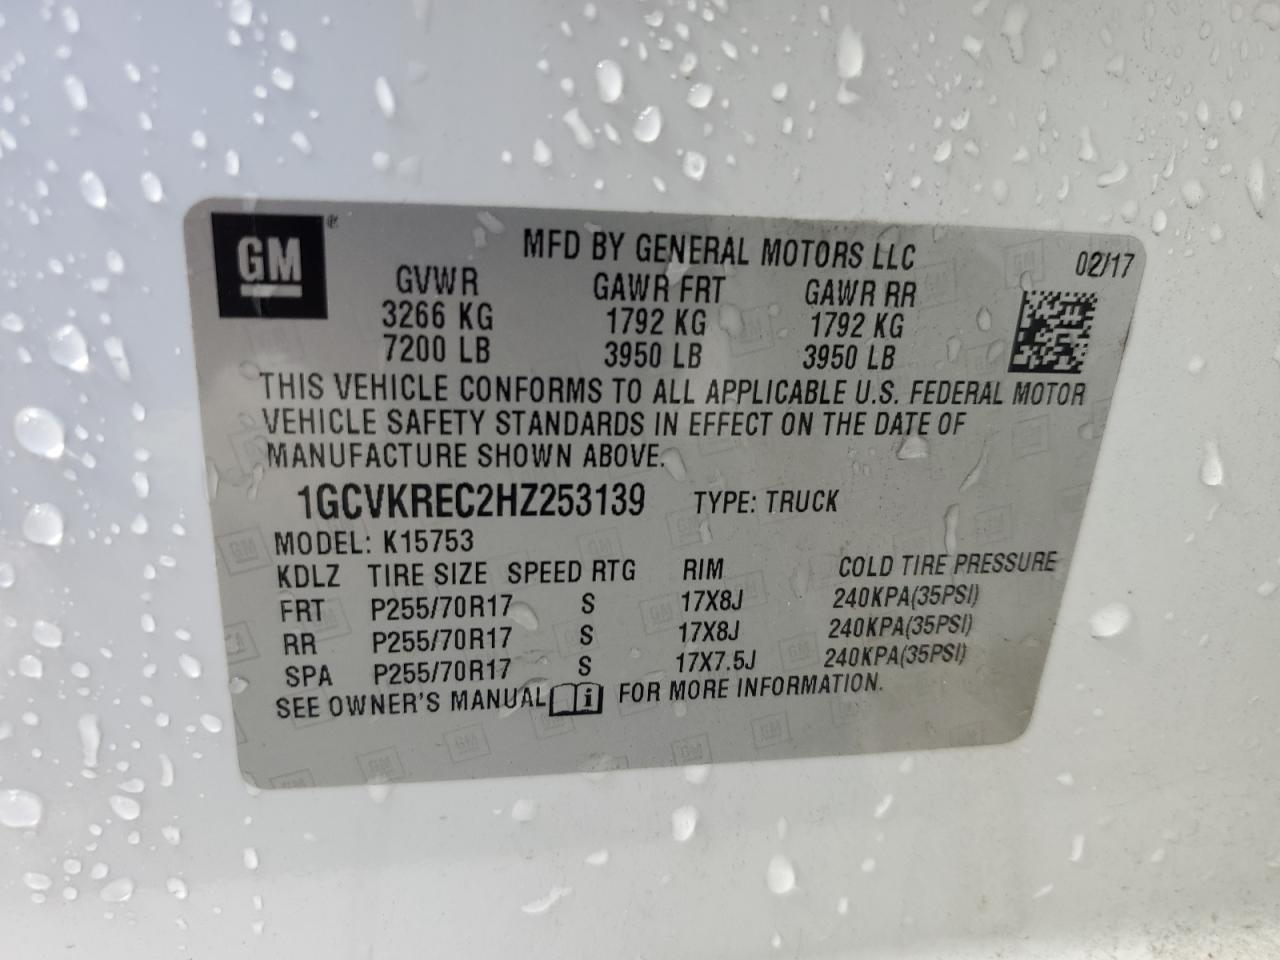 GM ®
MFD BY GENERAL MOTORS LLC 02/17
GVWR GAWR FRT GAWR RR
3266 KG 1792 KG 1792 KG
7200 LB 3950 LB 3950 LB
THIS VEHICLE CONFORMS TO ALL APPLICABLE U.S. FEDERAL MOTOR
VEHICLE SAFETY STANDARDS IN EFFECT ON THE DATE OF
MANUFACTURE SHOWN ABOVE.
1GCVKREC2HZ253139 TYPE: TRUCK
MODEL: K15753
KDLZ TIRE SIZE SPEED RTG RIM COLD TIRE PRESSURE
FRT P255/70R17 S 17X8J 240KPA(35PSI)
RR P255/70R17 S 17X8J 240KPA(35PSI)
SPA P255/70R17 S 17X7.5J 240KPA(35PSI)
SEE OWNER'S MANUAL i FOR MORE INFORMATION.